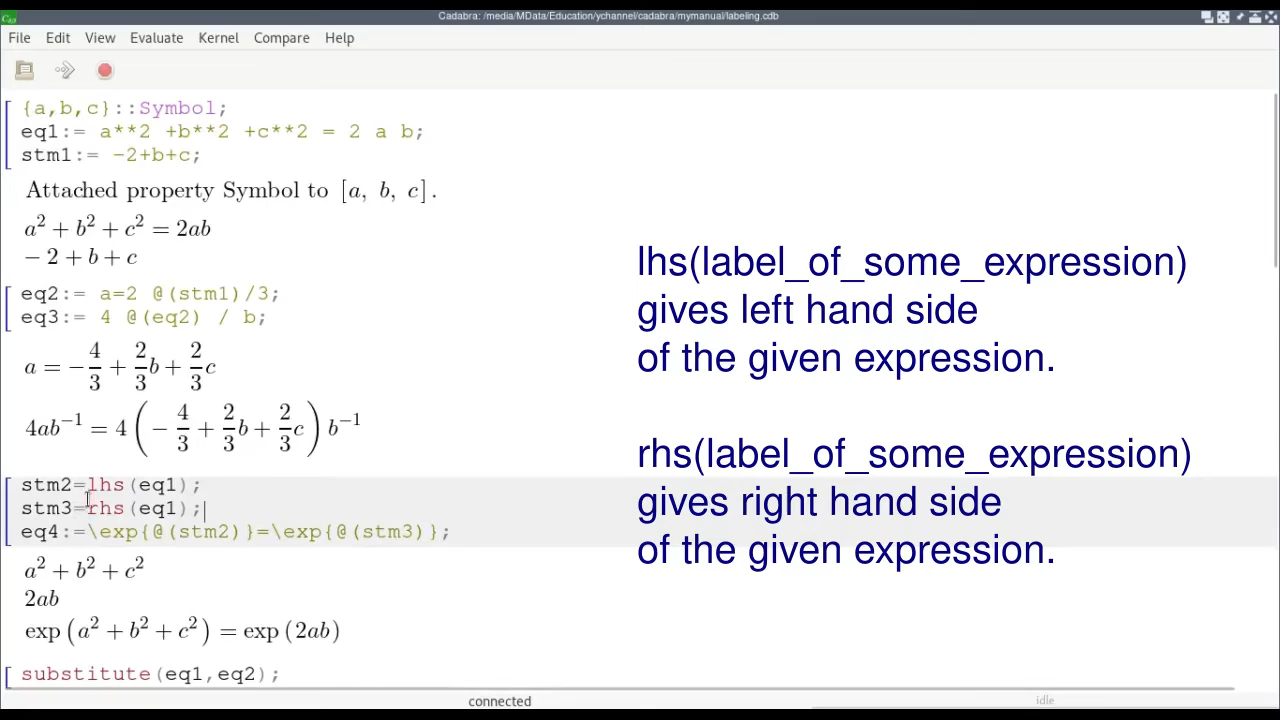 Cadabra: /media/MData/Education/ychannel/cadabra/mymanual/labeling.cdb
File Edit View Evaluate Kernel Compare Help
{a,b,c}::Symbol;
eq1:= a**2 +b**2 +c**2 = 2 a b;
stm1:= -2+b+c;
Attached property Symbol to [a, b, c].
a² + b² + c² = 2ab
− 2 + b + c
eq2:= a=2 @(stm1)/3;
eq3:= 4 @(eq2) / b;
a = −4/3 + 2/3 b + 2/3 c
4ab⁻¹ = 4 (−4/3 + 2/3 b + 2/3 c) b⁻¹
stm2=lhs(eq1);
stm3=rhs(eq1);
eq4:=\exp{@(stm2)}=\exp{@(stm3)};
a² + b² + c²
2ab
exp (a² + b² + c²) = exp (2ab)
substitute(eq1,eq2);
lhs(label_of_some_expression)
gives left hand side
of the given expression.
rhs(label_of_some_expression)
gives right hand side
of the given expression.
connected
idle